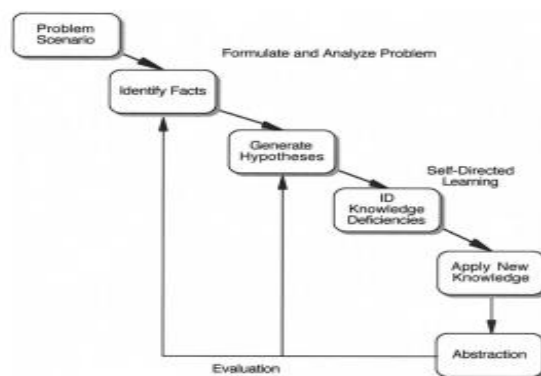 Problem
Scenario
Formulate and Analyze Problem
Identify Facts
Generate
Hypotheses
Self-Directed
Learning
ID
Knowledge
Deficiencies
Apply New
Knowledge
Abstraction
Evaluation